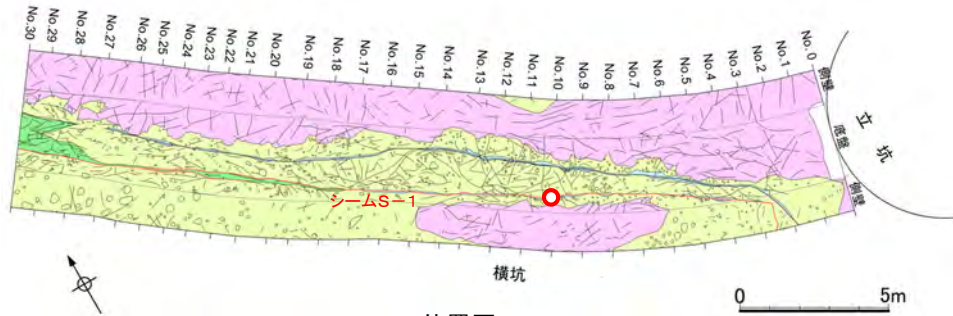 No.30
No.29
No.28
No.27
No.26
No.25
No.24
No.23
No.22
No.21
No.20
No.19
No.18
No.17
No.16
No.15
No.14
No.13
No.12
No.11
No.10
No.9
No.8
No.7
No.6
No.5
No.4
No.3
No.2
No.1
No.0
側壁
底盤
側壁
立坑
シームS-1
横坑
0 5m